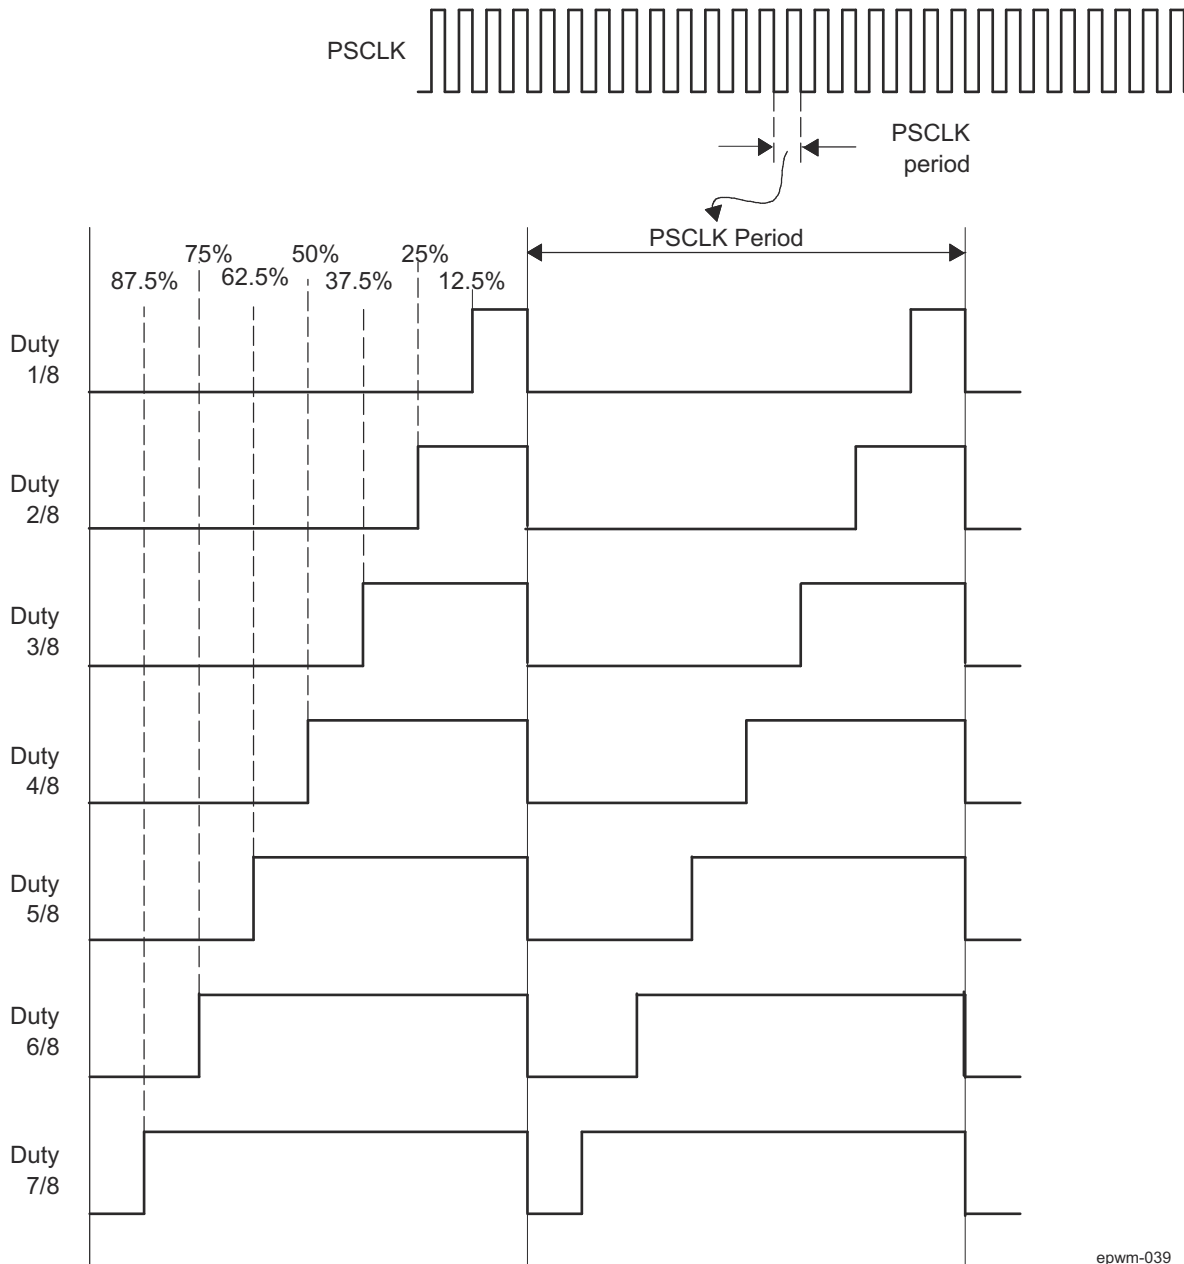 PSCLK
PSCLK
period
PSCLK Period
75%
50%
25%
87.5%
62.5%
37.5%
12.5%
Duty
1/8
Duty
2/8
Duty
3/8
Duty
4/8
Duty
5/8
Duty
6/8
Duty
7/8
epwm-039